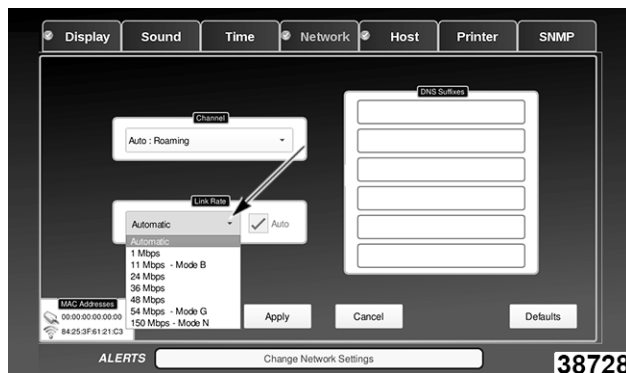 Display Sound Time Network Host Printer SNMP
DNS Suffixes
Channel
Auto : Roaming
Link Rate
Automatic
Auto
Automatic
1 Mbps
11 Mbps - Mode B
24 Mbps
36 Mbps
48 Mbps
54 Mbps - Mode G
150 Mbps - Mode N
MAC Addresses
00:00:00:00:00:00
84:25:3F:61:21:C3
Apply Cancel Defaults
ALERTS Change Network Settings
38728